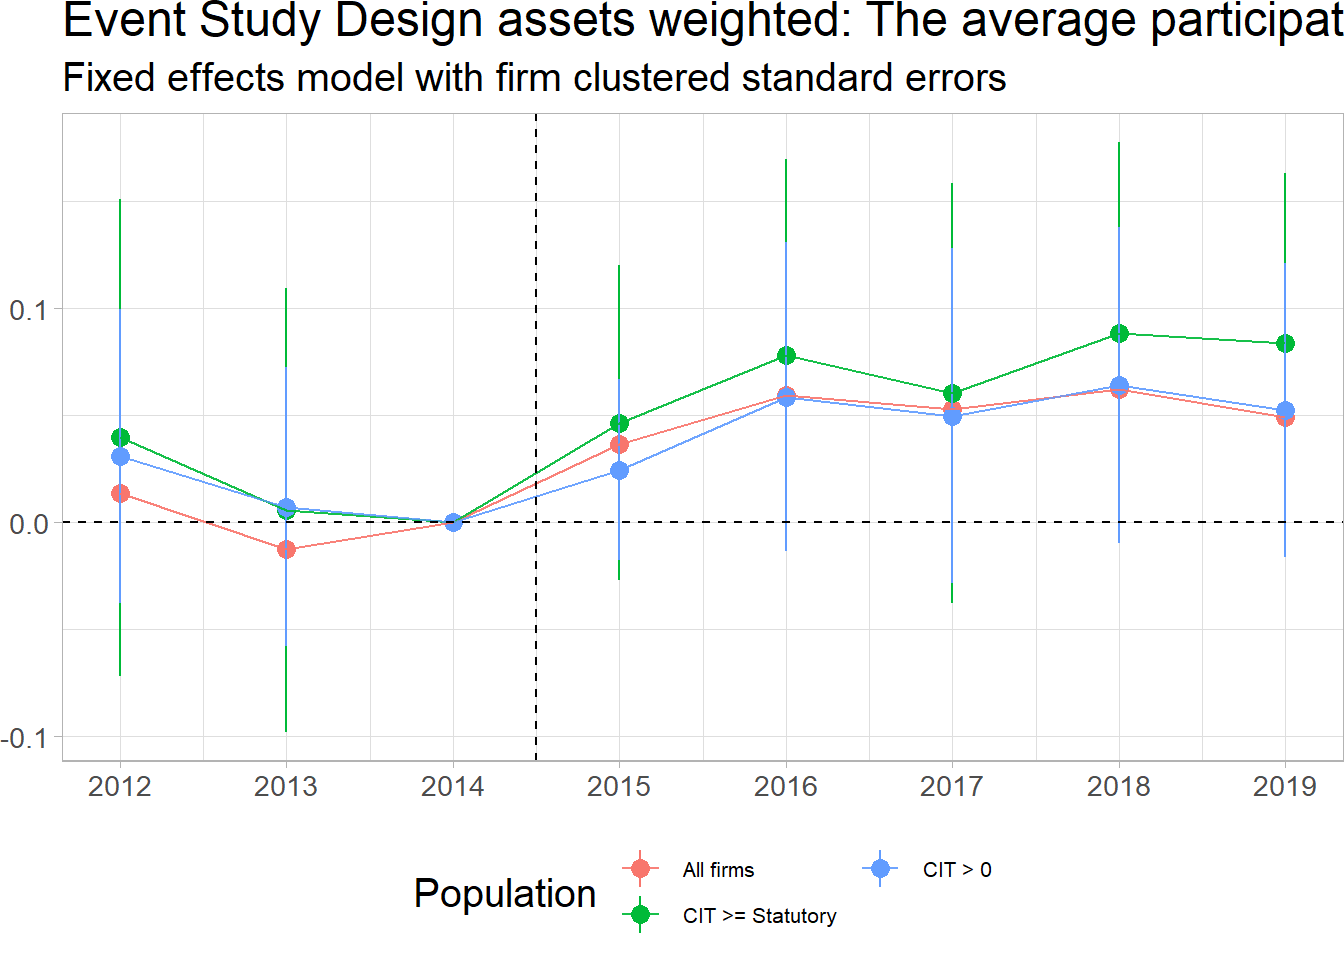 Event Study Design assets weighted: The average participat
Fixed effects model with firm clustered standard errors
0.1
0.0
-0.1
2012 2013 2014 2015 2016 2017 2018 2019
Population
All firms
CIT > 0
CIT >= Statutory